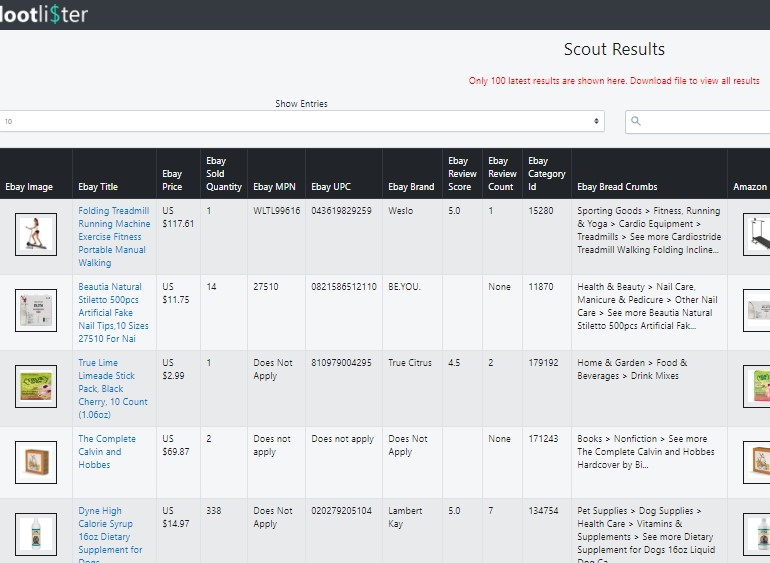 lootli$ter
Scout Results
Only 100 latest results are shown here. Download file to view all results
Show Entries
10
Ebay Image
Ebay Title
Ebay
Price
Ebay
Sold
Quantity
Ebay MPN
Ebay UPC
Ebay Brand
Ebay
Review
Score
Ebay
Review
Count
Ebay
Category
Id
Ebay Bread Crumbs
Amazon
Folding Treadmill
Running Machine
Exercise Fitness
Portable Manual
Walking
US
$117.61
1
WLTL99616
043619829259
Weslo
5.0
1
15280
Sporting Goods > Fitness, Running
& Yoga > Cardio Equipment >
Treadmills > See more Cardiostride
Treadmill Walking Folding Incline...
Beautia Natural
Stiletto 500pcs
Artificial Fake
Nail Tips,10 Sizes
27510 For Nai
US
$11.75
14
27510
0821586512110
BE.YOU.
None
11870
Health & Beauty > Nail Care,
Manicure & Pedicure > Other Nail
Care > See more Beautia Natural
Stiletto 500pcs Artificial Fak...
True Lime
Limeade Stick
Pack, Black
Cherry, 10 Count
(1.06oz)
US
$2.99
1
Does Not
Apply
810979004295
True Citrus
4.5
2
179192
Home & Garden > Food &
Beverages > Drink Mixes
The Complete
Calvin and
Hobbes
US
$69.87
2
Does not
apply
Does not apply
Does Not
Apply
None
171243
Books > Nonfiction > See more
The Complete Calvin and Hobbes
Hardcover by Bi...
Dyne High
Calorie Syrup
16oz Dietary
Supplement for
Dogs
US
$14.97
338
Does Not
Apply
020279205104
Lambert
Kay
5.0
7
134754
Pet Supplies > Dog Supplies >
Health Care > Vitamins &
Supplements > See more Dietary
Supplement for Dogs 16oz Liquid
Dog Ca...